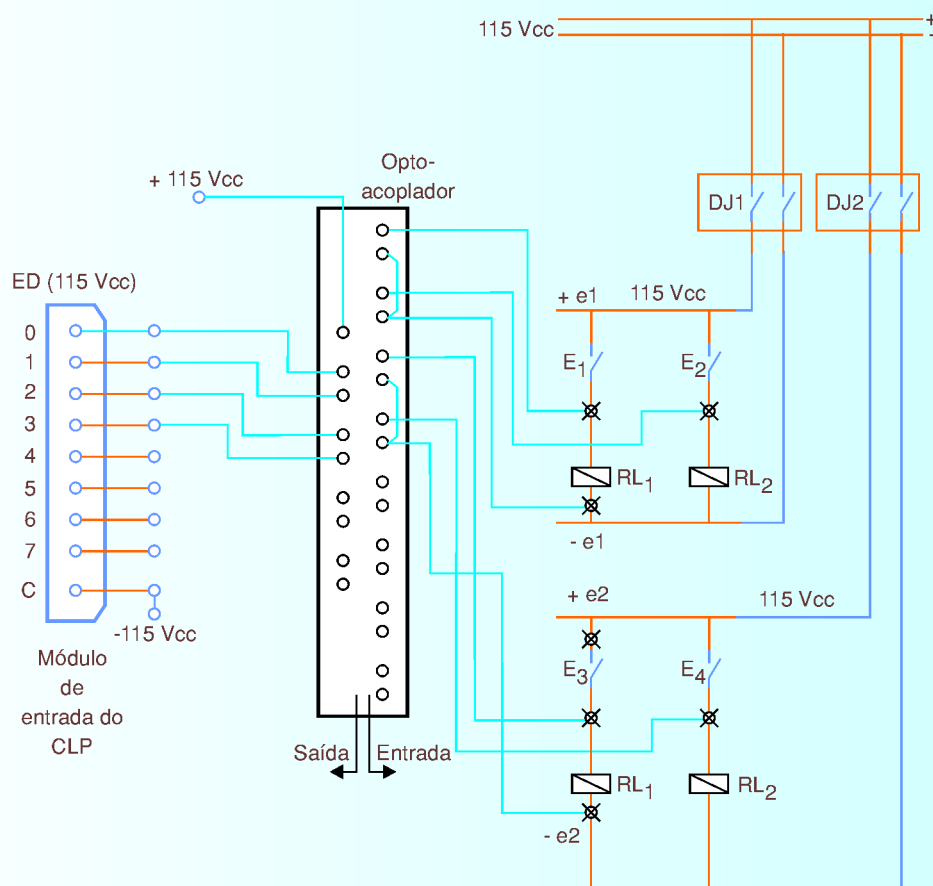 115 Vcc
+
-
Opto-
acoplador
+ 115 Vcc
DJ1
DJ2
ED (115 Vcc)
+ e1
115 Vcc
0
1
2
3
4
5
6
7
C
E1
E2
RL1
RL2
- e1
-115 Vcc
+ e2
115 Vcc
Módulo
de
entrada do
CLP
E3
E4
Saída
Entrada
RL1
RL2
- e2